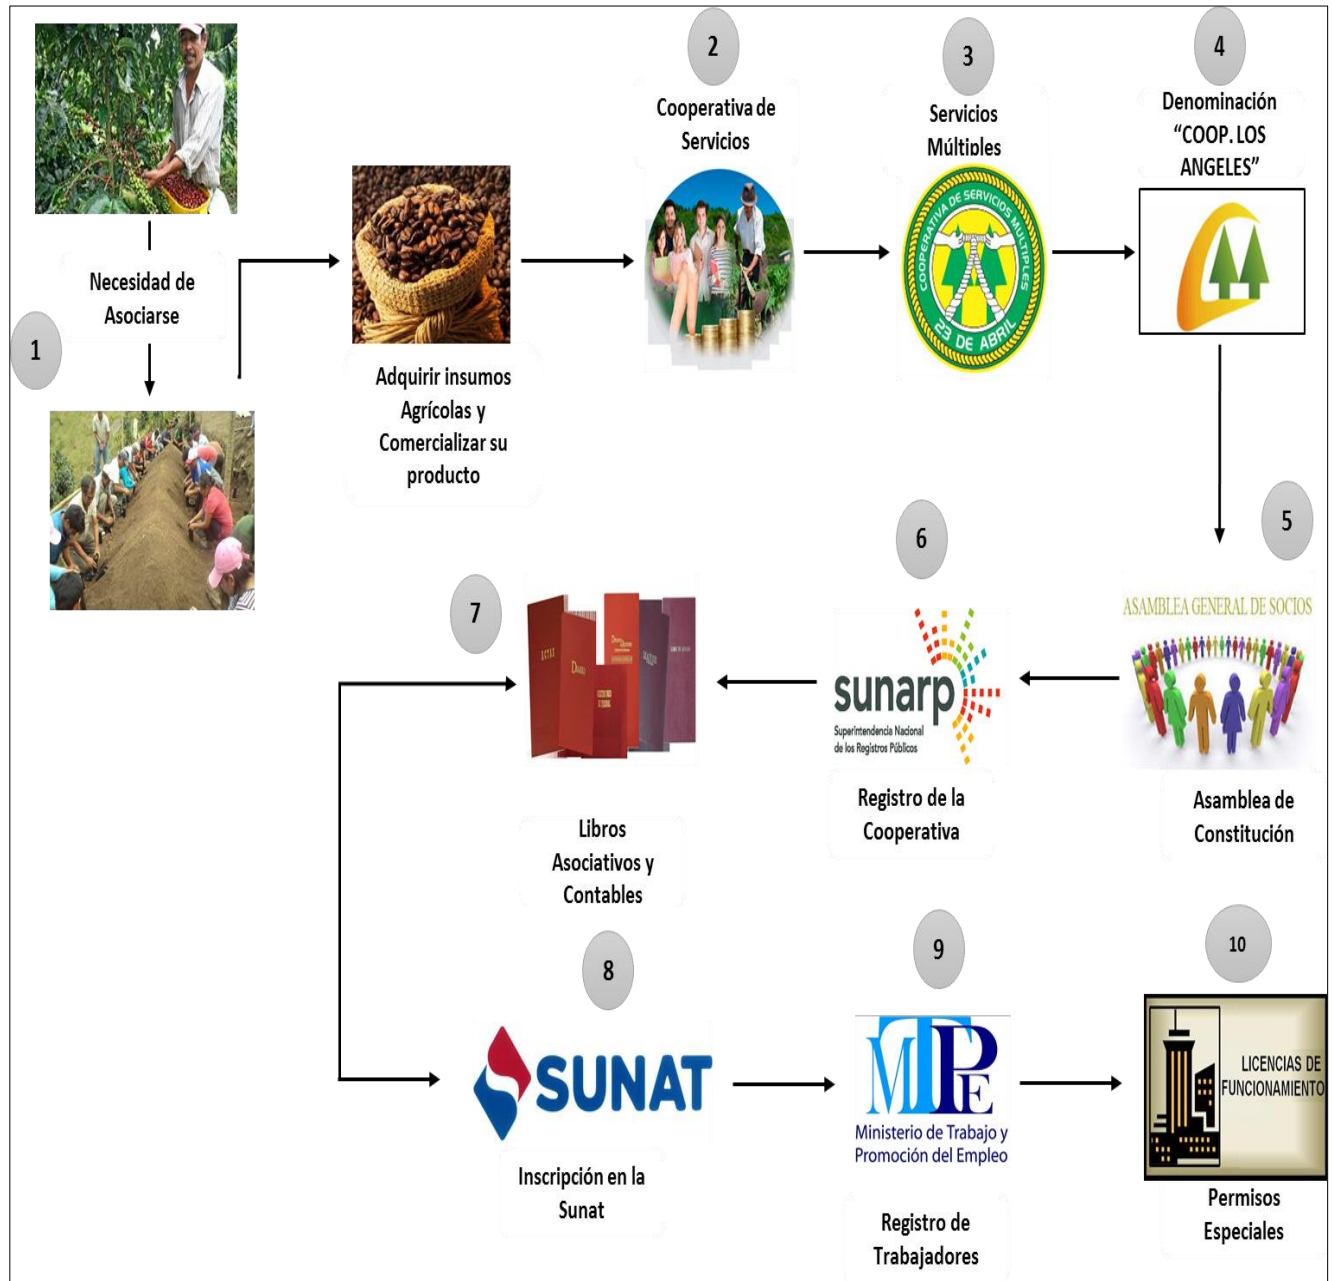 1
Necesidad de
Asociarse
Adquirir insumos
Agrícolas y
Comercializar su
producto
2
Cooperativa de
Servicios
3
Servicios
Múltiples
COOPERATIVA DE SERVICIOS MÚLTIPLES
23 DE ABRIL
4
Denominación
“COOP. LOS
ANGELES”
5
ASAMBLEA GENERAL DE SOCIOS
Asamblea de
Constitución
6
sunarp
Superintendencia Nacional
de los Registros Públicos
Registro de la
Cooperativa
7
ACTAS
DIARIO
Libros
Asociativos y
Contables
8
SUNAT
Inscripción en la
Sunat
9
MTPE
Ministerio de Trabajo y
Promoción del Empleo
Registro de
Trabajadores
10
LICENCIAS DE
FUNCIONAMIENTO
Permisos
Especiales